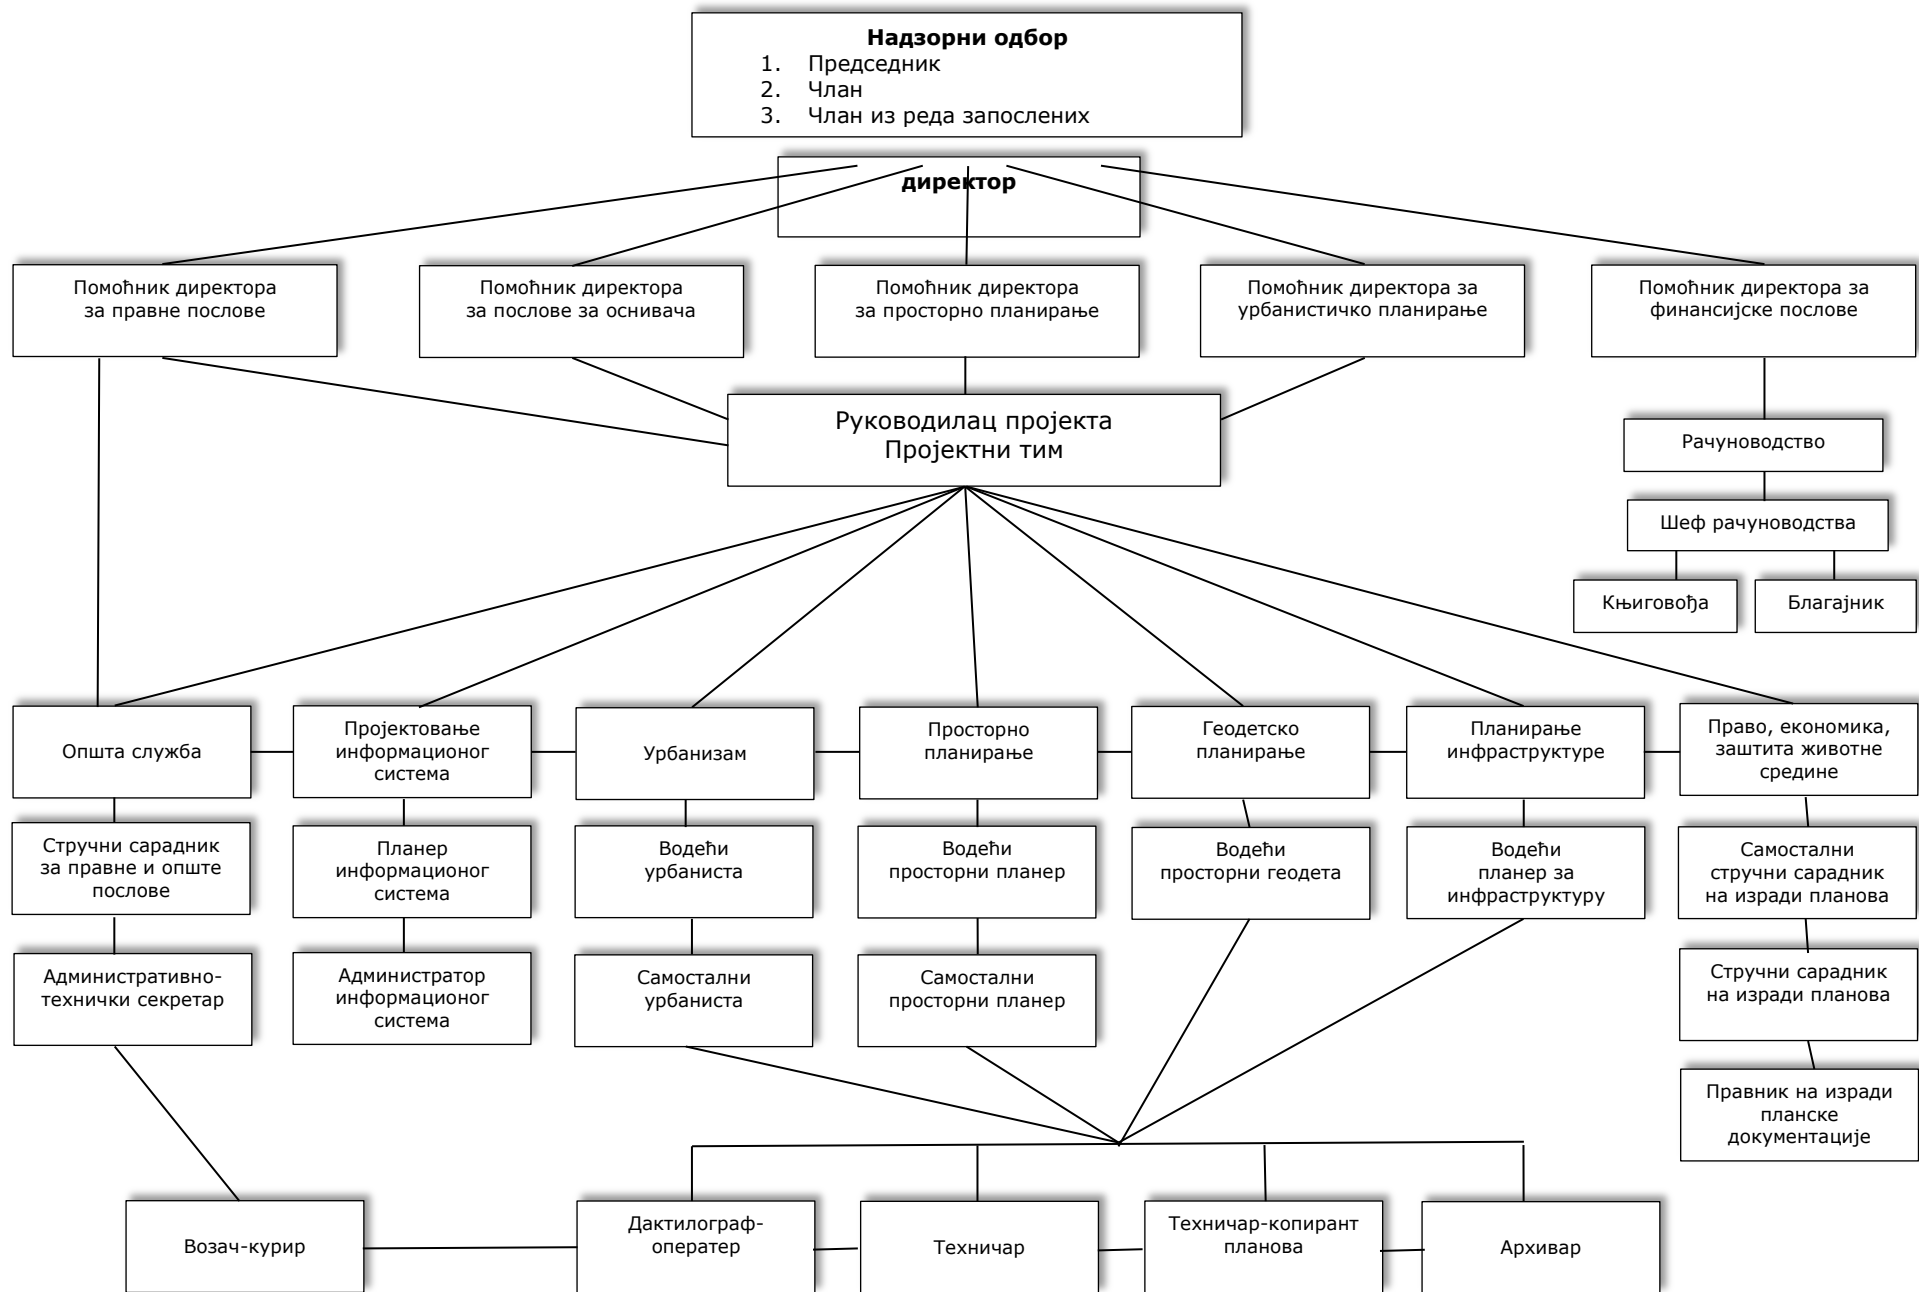 Надзорни одбор
1. Председник
2. Члан
3. Члан из реда запослених
директор
Помоћник директора
за правне послове
Помоћник директора
за послове за оснивача
Помоћник директора
за просторно планирање
Помоћник директора за
урбанистичко планирање
Помоћник директора за
финансијске послове
Руководилац пројекта
Пројектни тим
Рачуноводство
Шеф рачуноводства
Књиговођа
Благајник
Општа служба
Пројектовање
информационог
система
Урбанизам
Просторно
планирање
Геодетско
планирање
Планирање
инфраструктуре
Право, економика,
заштита животне
средине
Стручни сарадник
за правне и опште
послове
Планер
информационог
система
Водећи
урбаниста
Водећи
просторни планер
Водећи
просторни геодета
Водећи
планер за
инфраструктуру
Самостални
стручни сарадник
на изради планова
Административно-
технички секретар
Администратор
информационог
система
Самостални
урбаниста
Самостални
просторни планер
Стручни сарадник
на изради планова
Правник на изради
планске
документације
Возач-курир
Дактилограф-
оператер
Техничар
Техничар-копирант
планова
Архивар